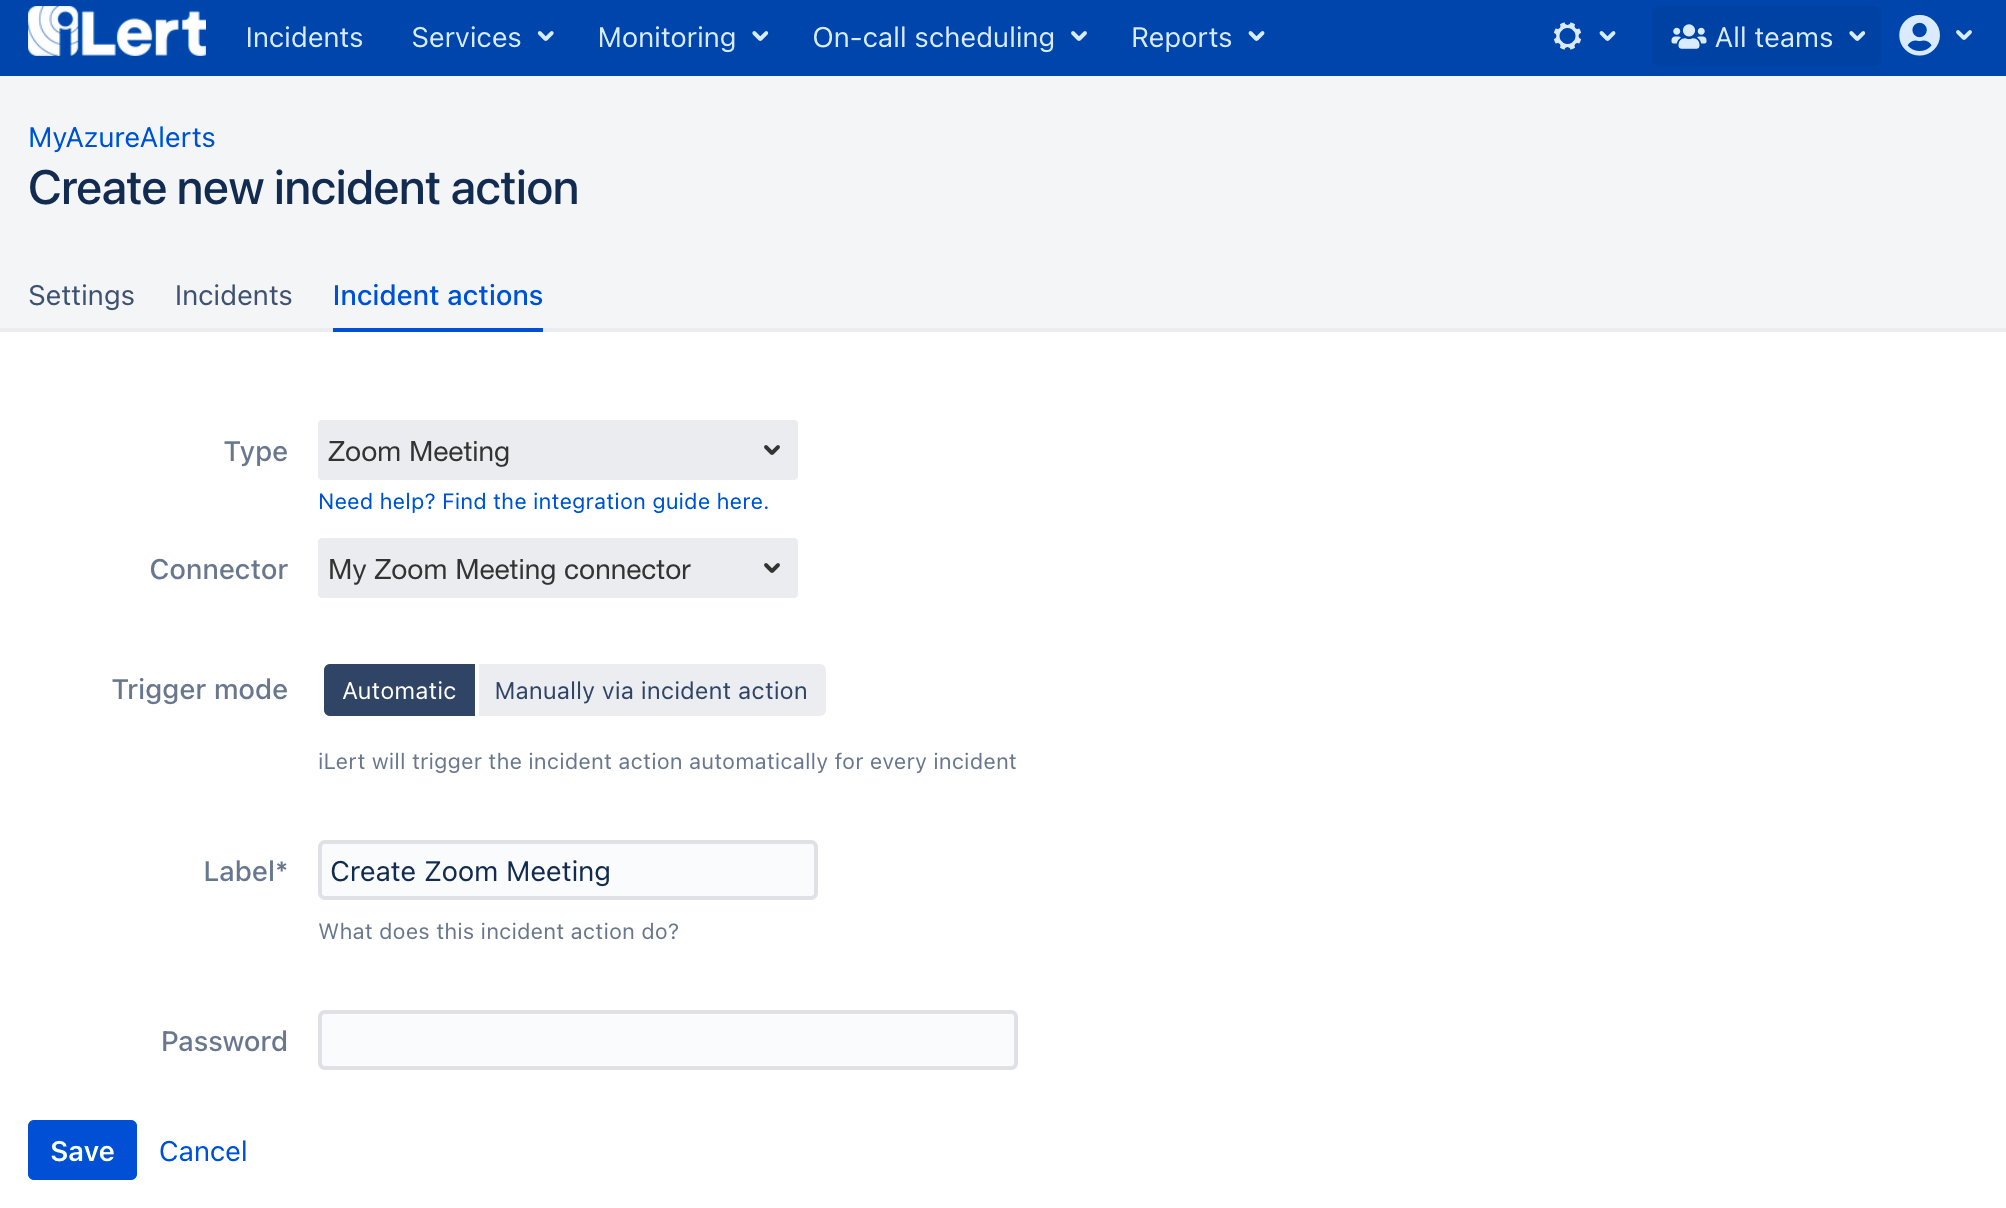 iLert Incidents Services Monitoring On-call scheduling Reports All teams
MyAzureAlerts
Create new incident action
Settings Incidents Incident actions
Type Zoom Meeting
Need help? Find the integration guide here.
Connector My Zoom Meeting connector
Trigger mode Automatic Manually via incident action
iLert will trigger the incident action automatically for every incident
Label* Create Zoom Meeting
What does this incident action do?
Password
Save Cancel